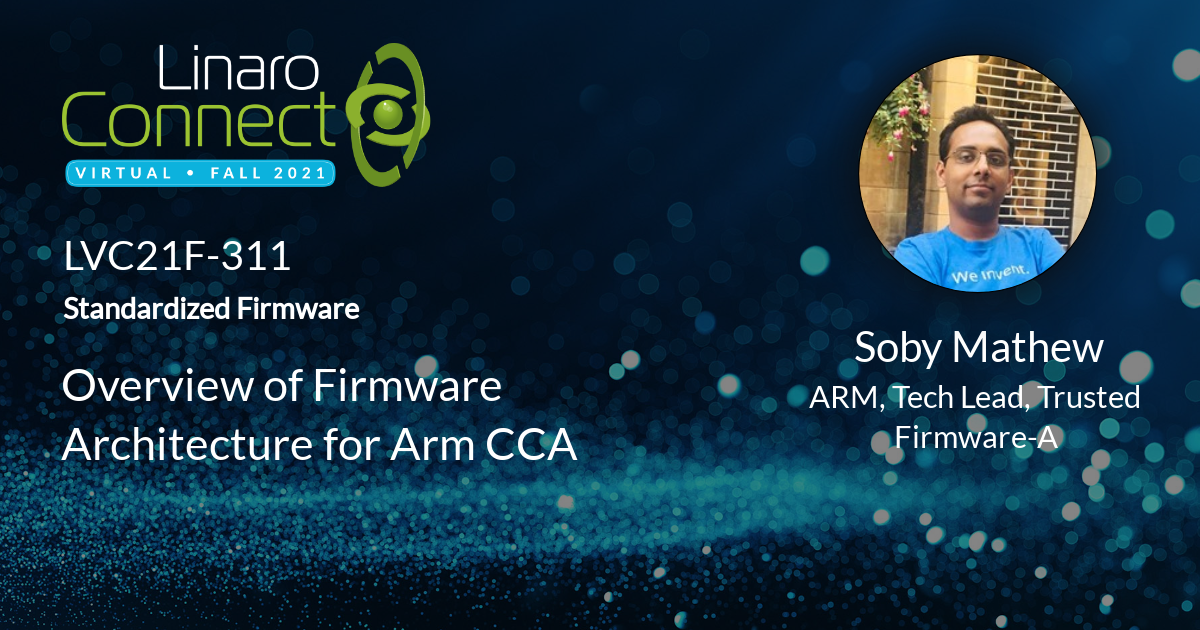 Linaro
Connect
VIRTUAL • FALL 2021
LVC21F-311
Standardized Firmware
Overview of Firmware
Architecture for Arm CCA
We invent.
Soby Mathew
ARM, Tech Lead, Trusted
Firmware-A